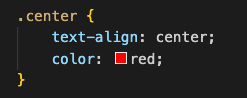 .center {
    text-align: center;
    color: red;
}